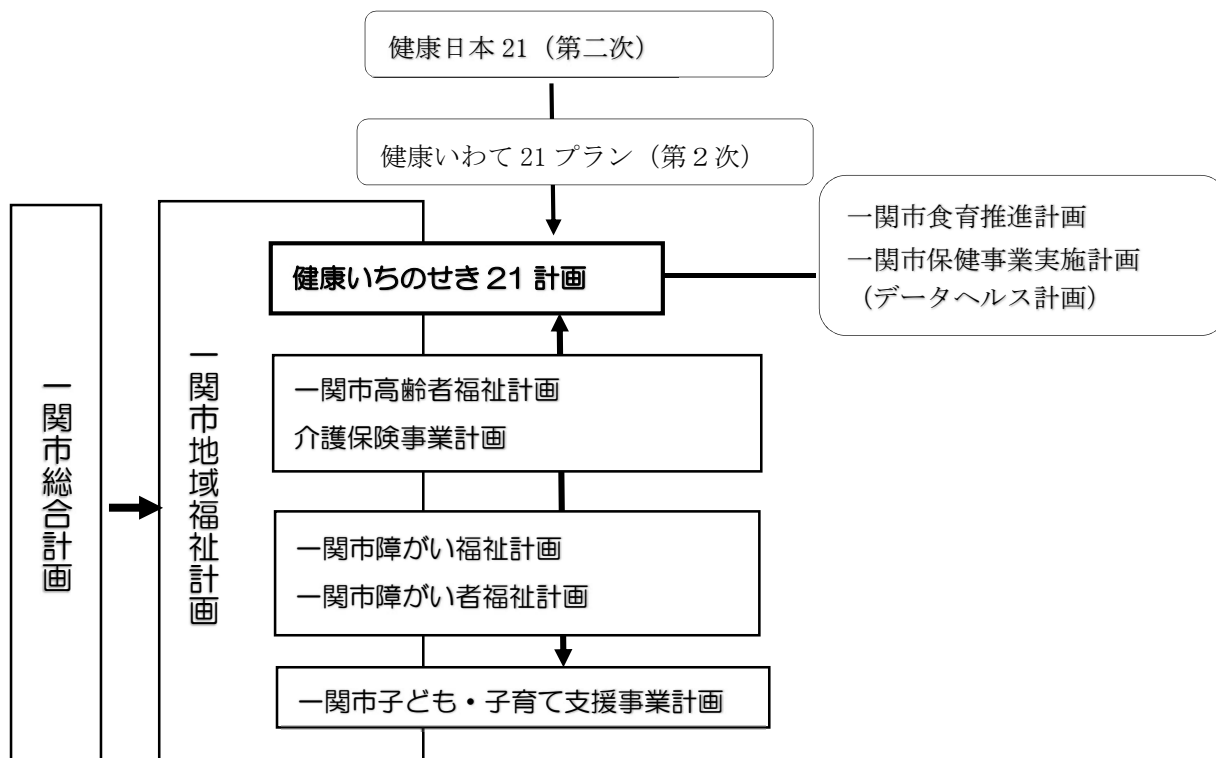 健康日本21(第二次)
健康いわて21プラン(第2次)
一関市食育推進計画
一関市保健事業実施計画
(データヘルス計画)
健康いちのせき21計画
一関市総合計画
一関市地域福祉計画
一関市高齢者福祉計画
介護保険事業計画
一関市障がい福祉計画
一関市障がい者福祉計画
一関市子ども・子育て支援事業計画